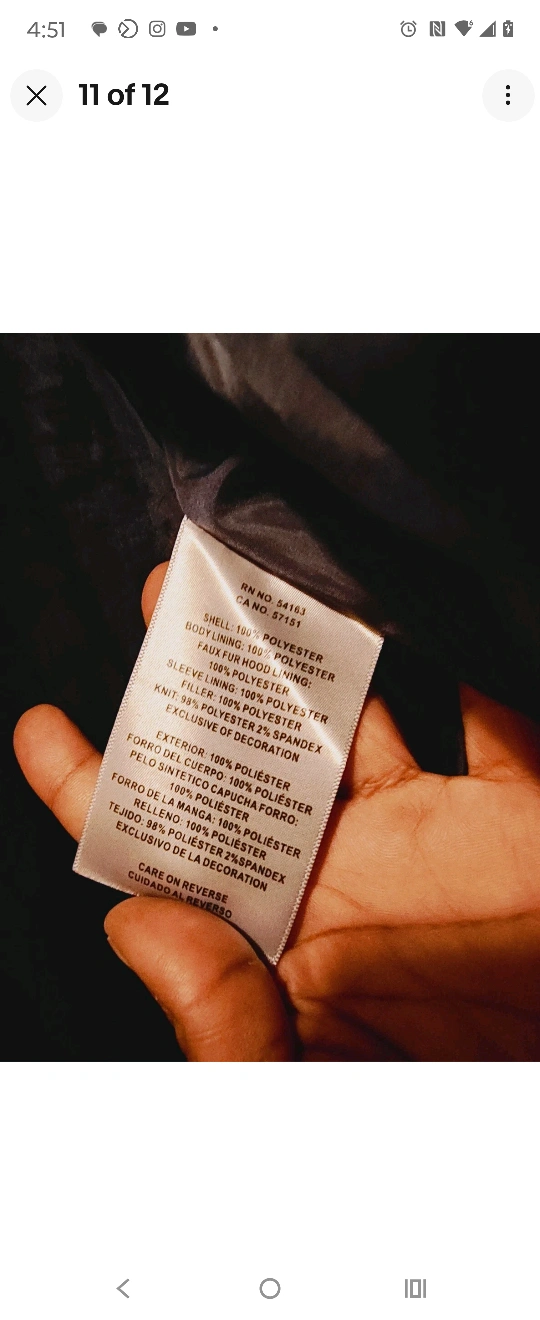 4:51
11 of 12
RN NO. 54163
CA NO. 57151
SHELL: 100% POLYESTER
BODY LINING: 100% POLYESTER
FAUX FUR HOOD LINING:
100% POLYESTER
SLEEVE LINING: 100% POLYESTER
FILLER: 100% POLYESTER
KNIT: 98% POLYESTER 2% SPANDEX
EXCLUSIVE OF DECORATION
EXTERIOR: 100% POLIÉSTER
FORRO DEL CUERPO: 100% POLIÉSTER
PELO SINTETICO CAPUCHA FORRO:
100% POLIÉSTER
FORRO DE LA MANGA: 100% POLIÉSTER
RELLENO: 100% POLIÉSTER
TEJIDO: 98% POLIÉSTER 2%SPANDEX
EXCLUSIVO DE LA DECORATION
CARE ON REVERSE
CUIDADO AL REVERSO